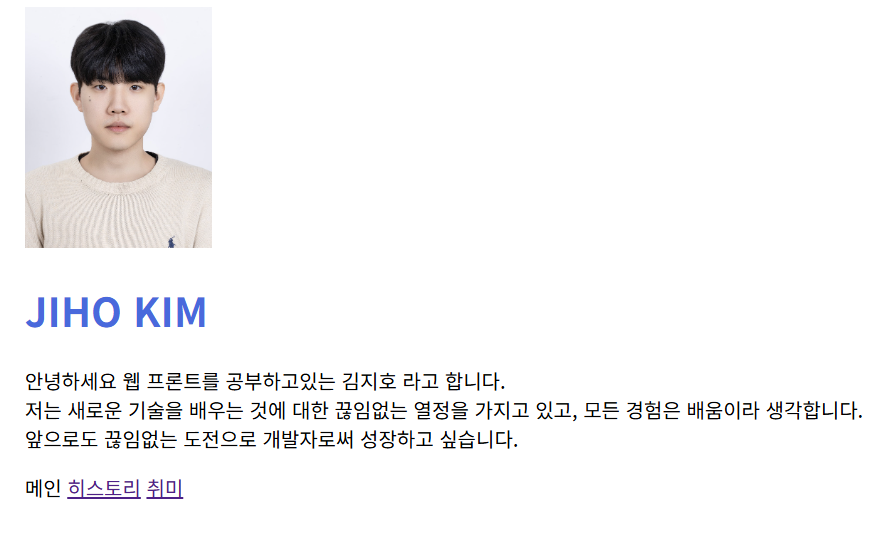 JIHO KIM
안녕하세요 웹 프론트를 공부하고있는 김지호 라고 합니다.
저는 새로운 기술을 배우는 것에 대한 끊임없는 열정을 가지고 있고, 모든 경험은 배움이라 생각합니다.
앞으로도 끊임없는 도전으로 개발자로써 성장하고 싶습니다.
메인 히스토리 취미